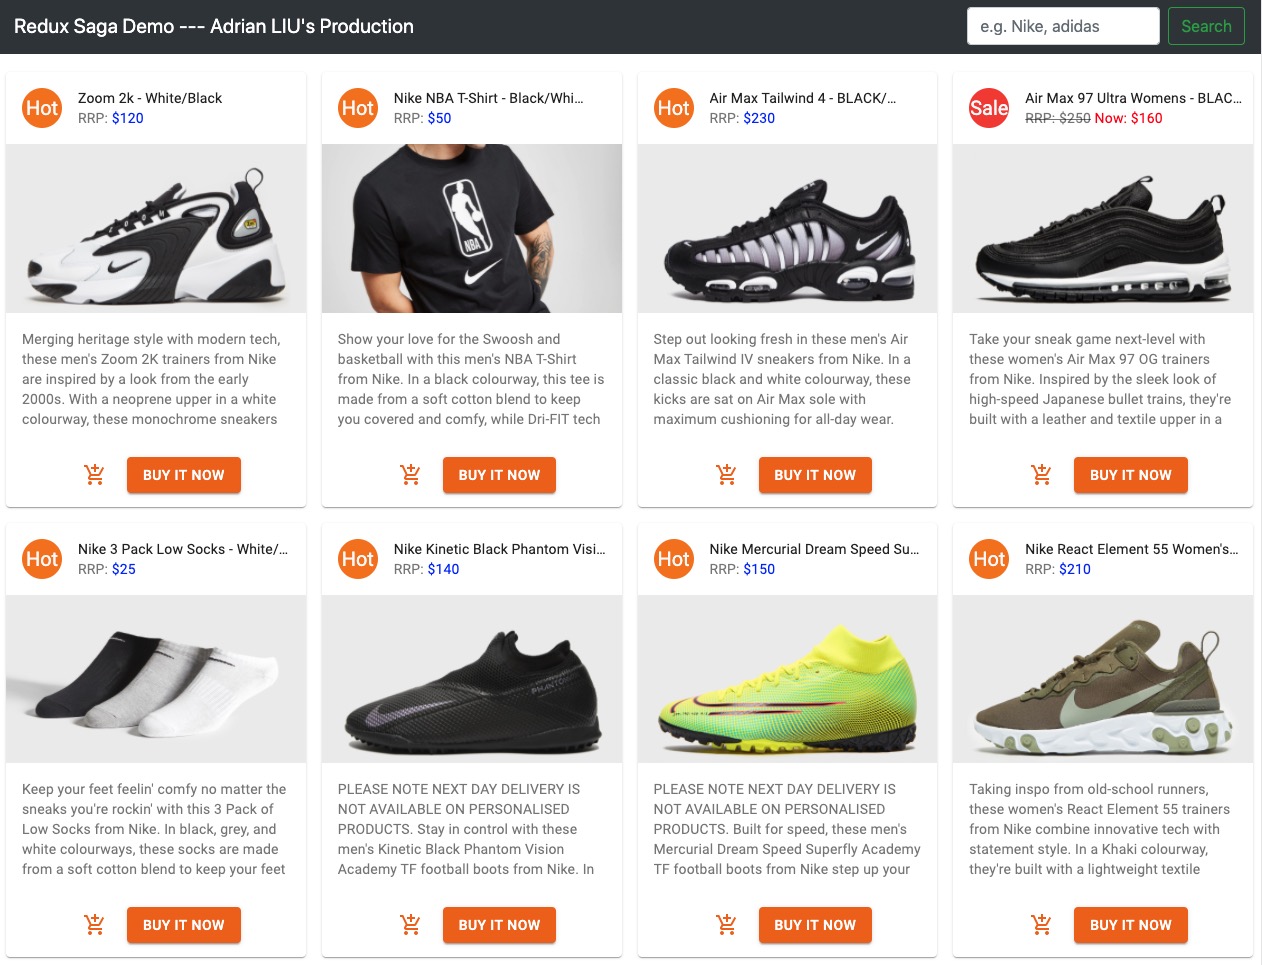 Redux Saga Demo --- Adrian LIU's Production
e.g. Nike, adidas
Search
Hot
Zoom 2k - White/Black
RRP: $120
Merging heritage style with modern tech,
these men's Zoom 2K trainers from Nike
are inspired by a look from the early
2000s. With a neoprene upper in a white
colourway, these monochrome sneakers
BUY IT NOW
Hot
Nike NBA T-Shirt - Black/Whi...
RRP: $50
NBA
Show your love for the Swoosh and
basketball with this men's NBA T-Shirt
from Nike. In a black colourway, this tee is
made from a soft cotton blend to keep
you covered and comfy, while Dri-FIT tech
BUY IT NOW
Hot
Air Max Tailwind 4 - BLACK/...
RRP: $230
Step out looking fresh in these men's Air
Max Tailwind IV sneakers from Nike. In a
classic black and white colourway, these
kicks are sat on Air Max sole with
maximum cushioning for all-day wear.
BUY IT NOW
Sale
Air Max 97 Ultra Womens - BLAC...
RRP: $250 Now: $160
Take your sneak game next-level with
these women's Air Max 97 OG trainers
from Nike. Inspired by the sleek look of
high-speed Japanese bullet trains, they're
built with a leather and textile upper in a
BUY IT NOW
Hot
Nike 3 Pack Low Socks - White/...
RRP: $25
Keep your feet feelin' comfy no matter the
sneaks you're rockin' with this 3 Pack of
Low Socks from Nike. In black, grey, and
white colourways, these socks are made
from a soft cotton blend to keep your feet
BUY IT NOW
Hot
Nike Kinetic Black Phantom Visi...
RRP: $140
PLEASE NOTE NEXT DAY DELIVERY IS
NOT AVAILABLE ON PERSONALISED
PRODUCTS. Stay in control with these
men's Kinetic Black Phantom Vision
Academy TF football boots from Nike. In
BUY IT NOW
Hot
Nike Mercurial Dream Speed Su...
RRP: $150
PLEASE NOTE NEXT DAY DELIVERY IS
NOT AVAILABLE ON PERSONALISED
PRODUCTS. Built for speed, these men's
Mercurial Dream Speed Superfly Academy
TF football boots from Nike step up your
BUY IT NOW
Hot
Nike React Element 55 Women's...
RRP: $210
Taking inspo from old-school runners,
these women's React Element 55 trainers
from Nike combine innovative tech with
statement style. In a Khaki colourway,
they're built with a lightweight textile
BUY IT NOW